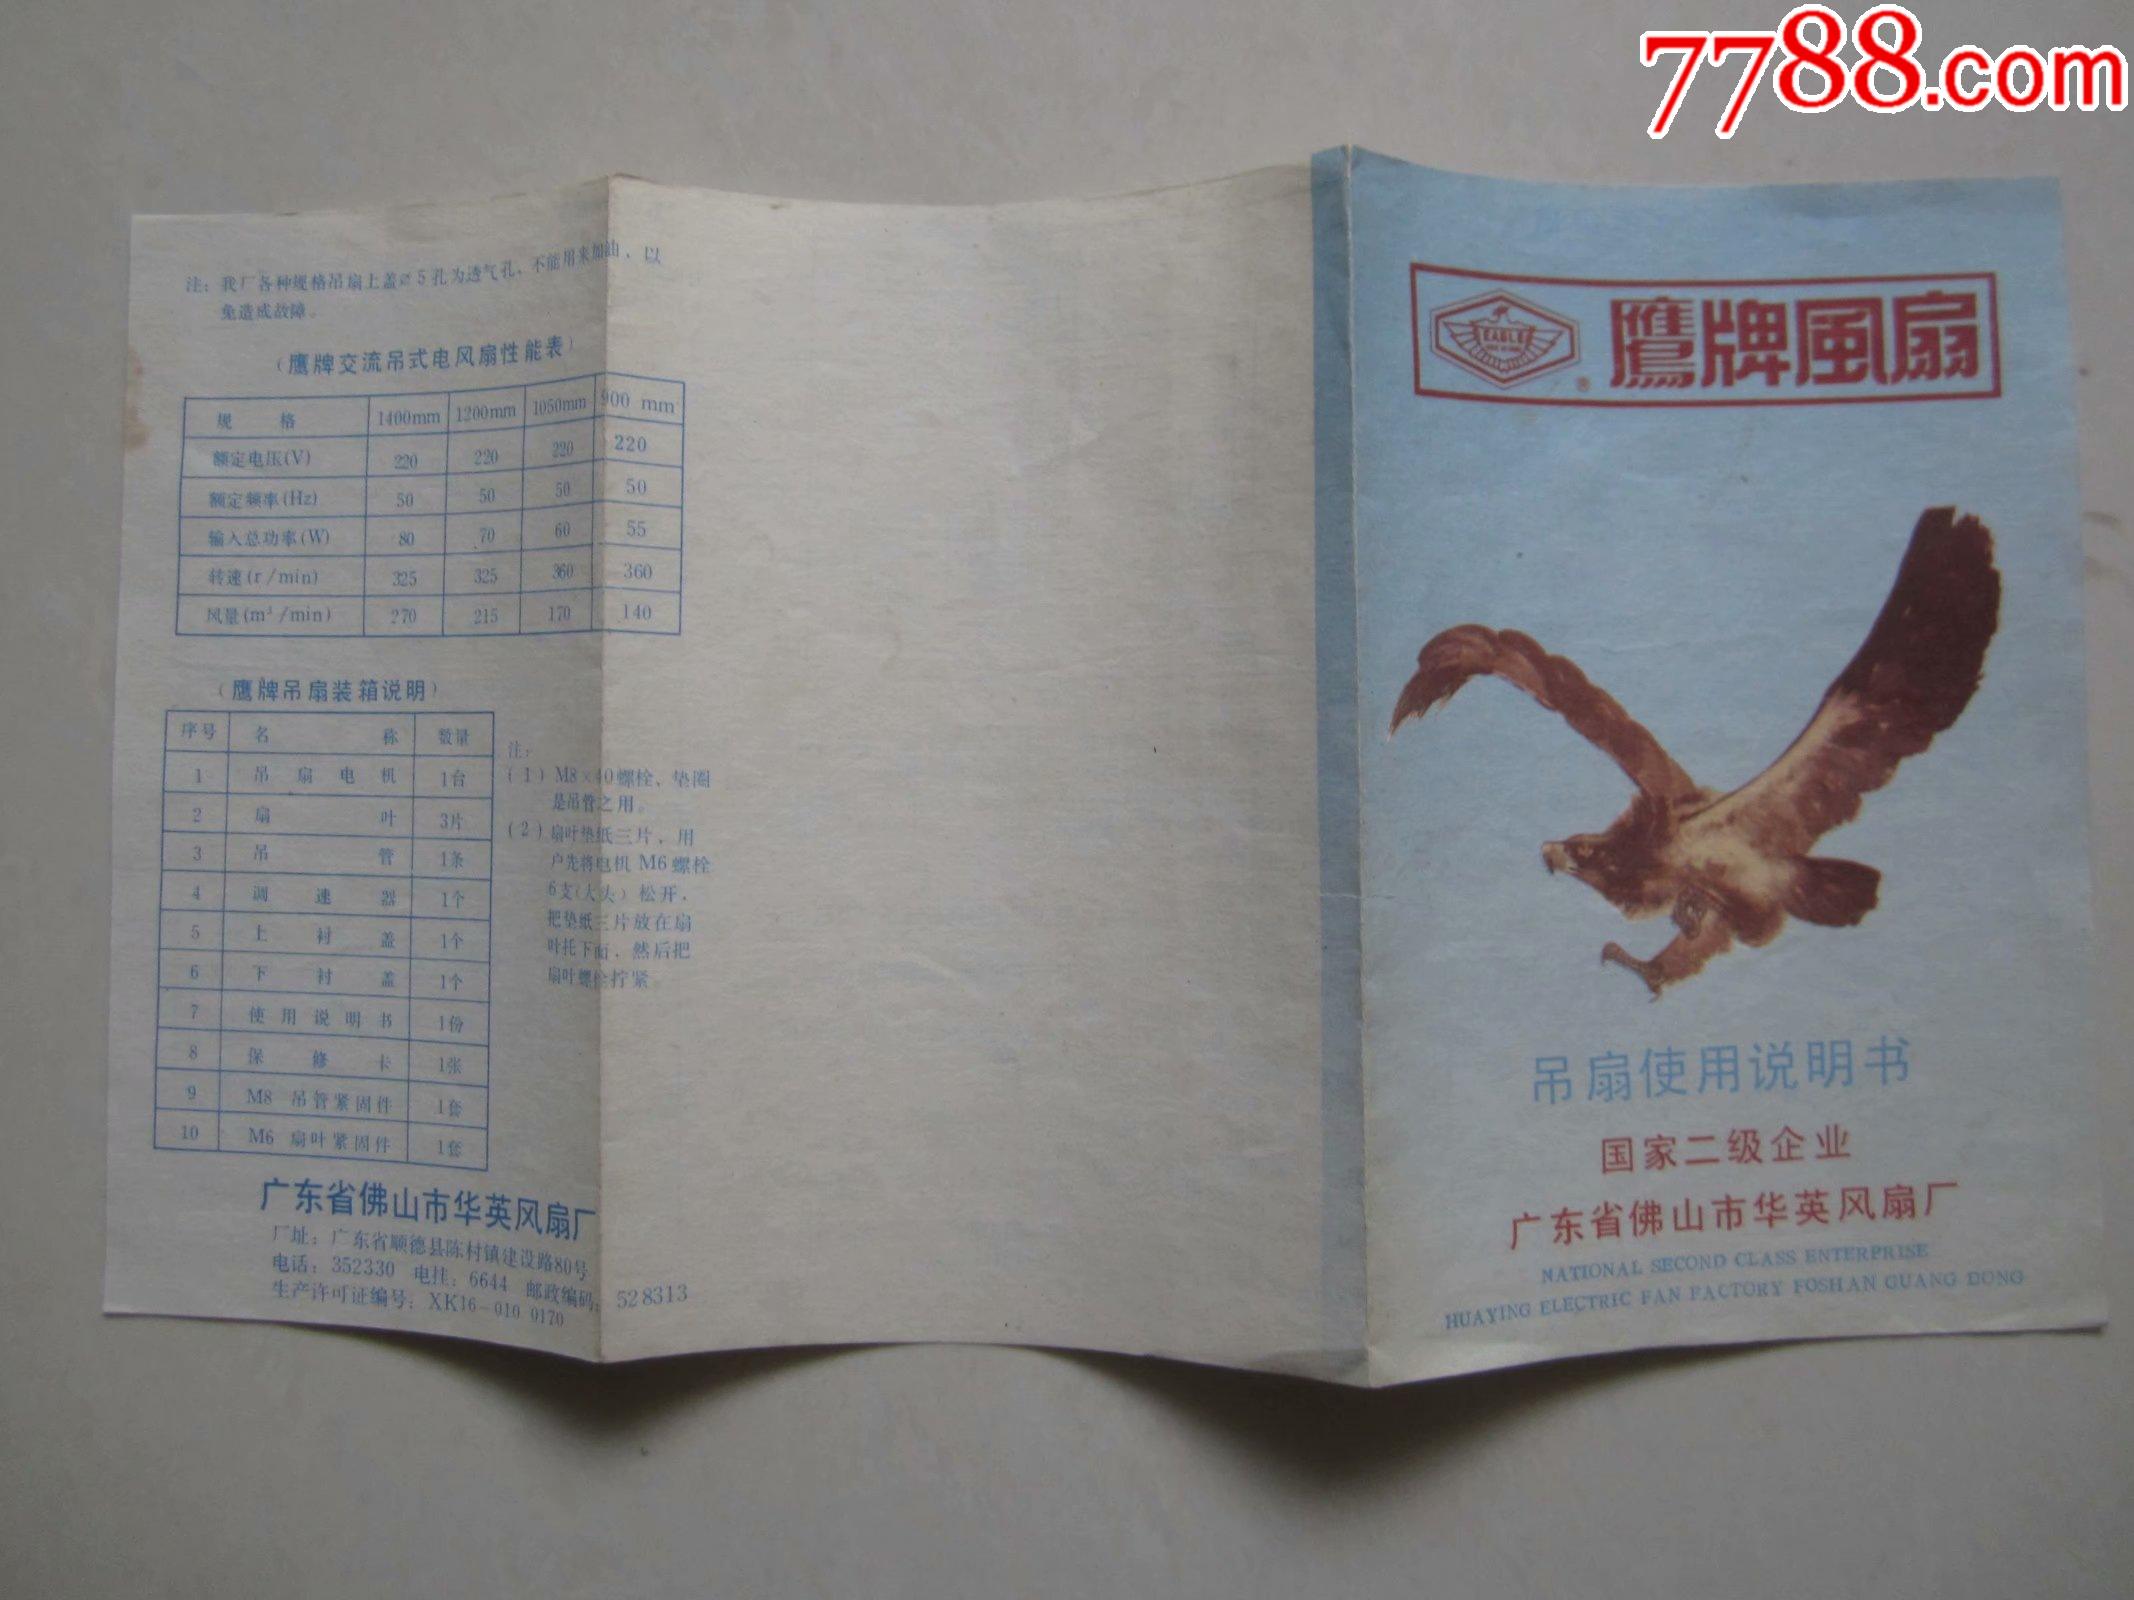 7788.com
注：我厂各种规格吊扇上盖⌀5孔为透气孔，不能用来加油，以
免造成故障。
（鹰牌交流吊式电风扇性能表）
规 格 1400mm 1200mm 1050mm 900 mm
额定电压(V) 220 220 220 220
额定频率(Hz) 50 50 50 50
输入总功率(W) 80 70 60 55
转速(r/min) 325 325 360 360
风量(m³/min) 270 215 170 140
（鹰牌吊扇装箱说明）
序号 名 称 数量
1 吊扇电机 1台
2 扇叶 3片
3 吊管 1条
4 调速器 1个
5 上衬盖 1个
6 下衬盖 1个
7 使用说明书 1份
8 保修卡 1张
9 M8 吊管紧固件 1套
10 M6 扇叶紧固件 1套
注：
(1) M8×40螺栓、垫圈
是吊管之用。
(2) 扇叶垫纸三片，用
户先将电机M6螺栓
6支(大头）松开，
把垫纸三片放在扇
叶托下面，然后把
扇叶螺栓拧紧
广东省佛山市华英风扇厂
厂址：广东省顺德县陈村镇建设路80号
电话：352330 电挂：6644 邮政编码：528313
生产许可证编号：XK16-010 0170
EAGLE
® 鷹牌風扇
吊扇使用说明书
国家二级企业
广东省佛山市华英风扇厂
NATIONAL SECOND CLASS ENTERPRISE
HUAYING ELECTRIC FAN FACTORY FOSHAN GUANG DONG